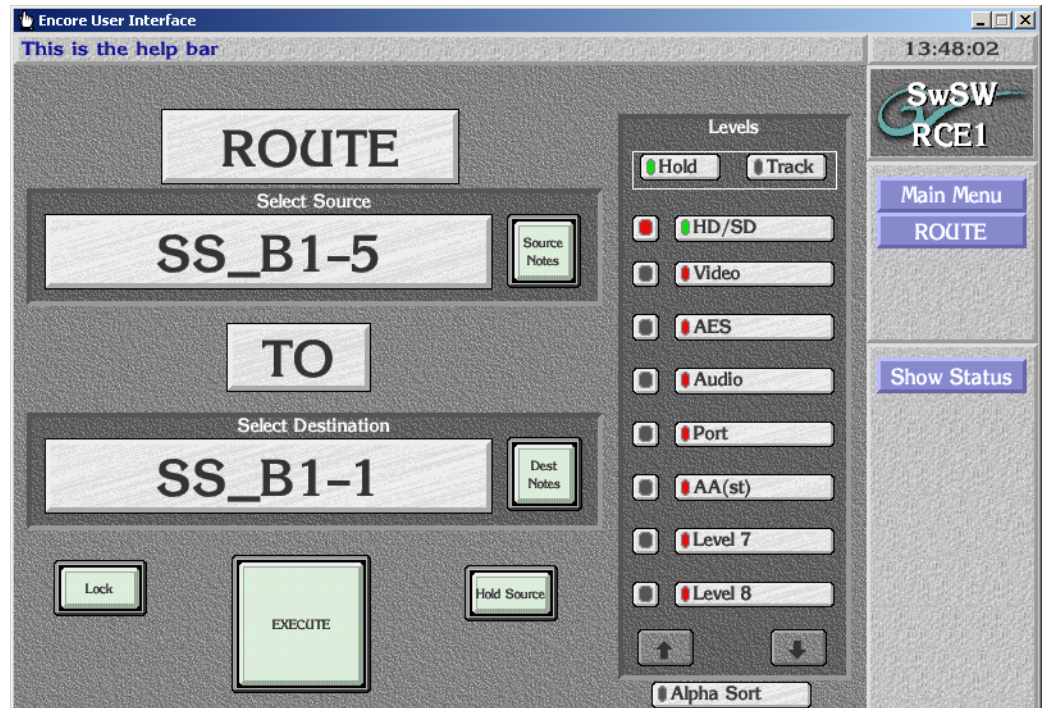 Encore User Interface
This is the help bar
13:48:02
SwSW
RCE1
Main Menu
ROUTE
Show Status
ROUTE
Select Source
SS_B1-5
Source
Notes
TO
Select Destination
SS_B1-1
Dest
Notes
Lock
EXECUTE
Hold Source
Levels
Hold
Track
HD/SD
Video
AES
Audio
Port
AA(st)
Level 7
Level 8
Alpha Sort